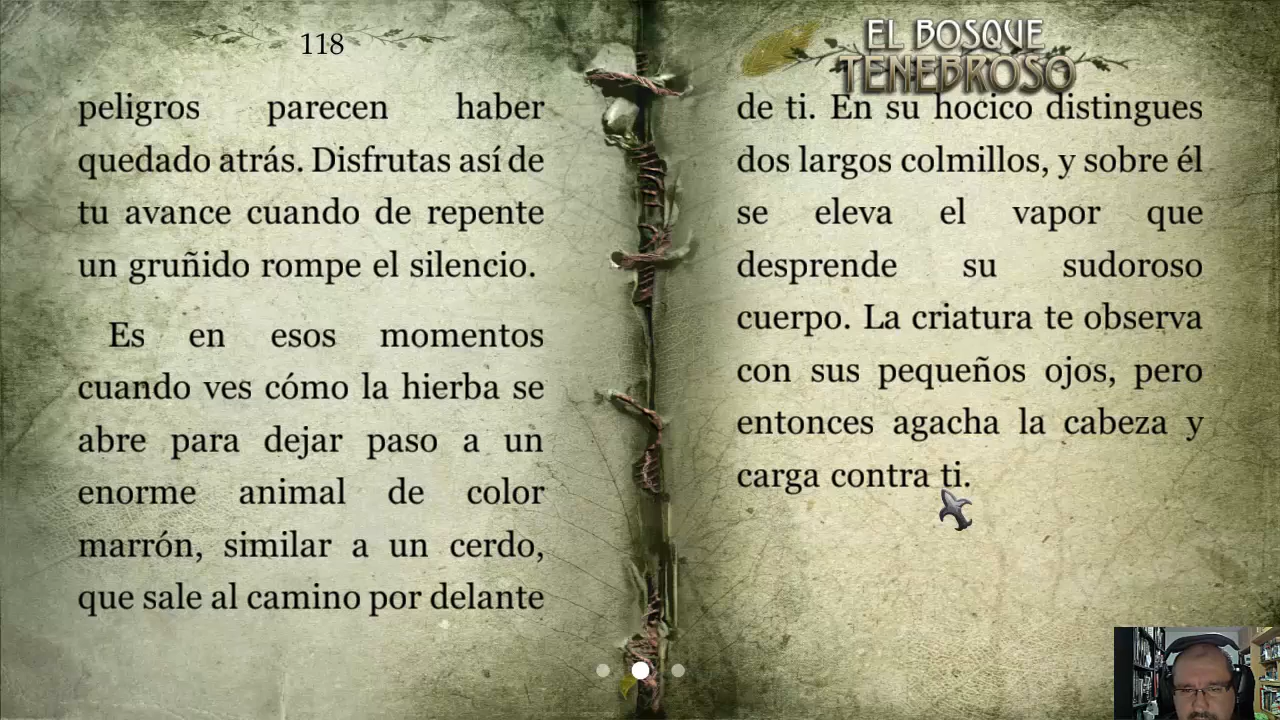 118
peligros parecen haber
quedado atrás. Disfrutas así de
tu avance cuando de repente
un gruñido rompe el silencio.
Es en esos momentos
cuando ves cómo la hierba se
abre para dejar paso a un
enorme animal de color
marrón, similar a un cerdo,
que sale al camino por delante
EL BOSQUE
TENEBROSO
de ti. En su hocico distingues
dos largos colmillos, y sobre él
se eleva el vapor que
desprende su sudoroso
cuerpo. La criatura te observa
con sus pequeños ojos, pero
entonces agacha la cabeza y
carga contra ti.